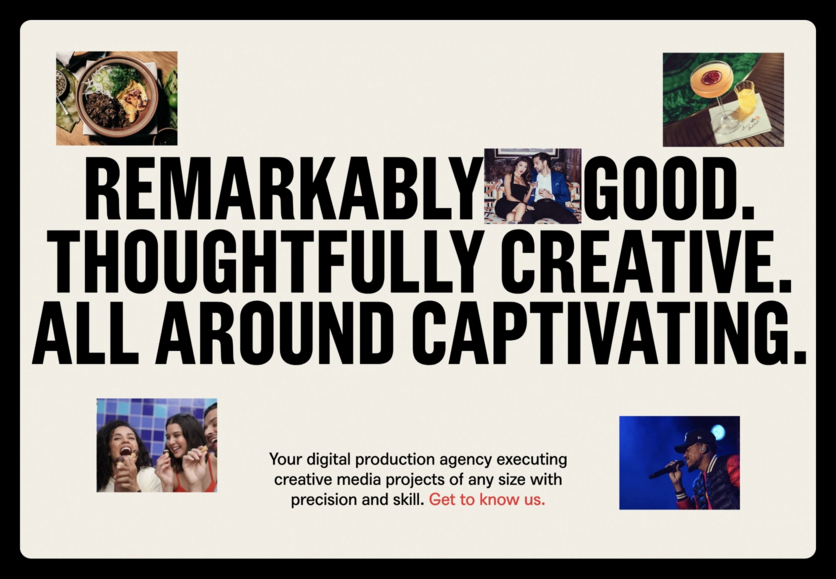 REMARKABLY GOOD.
THOUGHTFULLY CREATIVE.
ALL AROUND CAPTIVATING.
Your digital production agency executing
creative media projects of any size with
precision and skill. Get to know us.